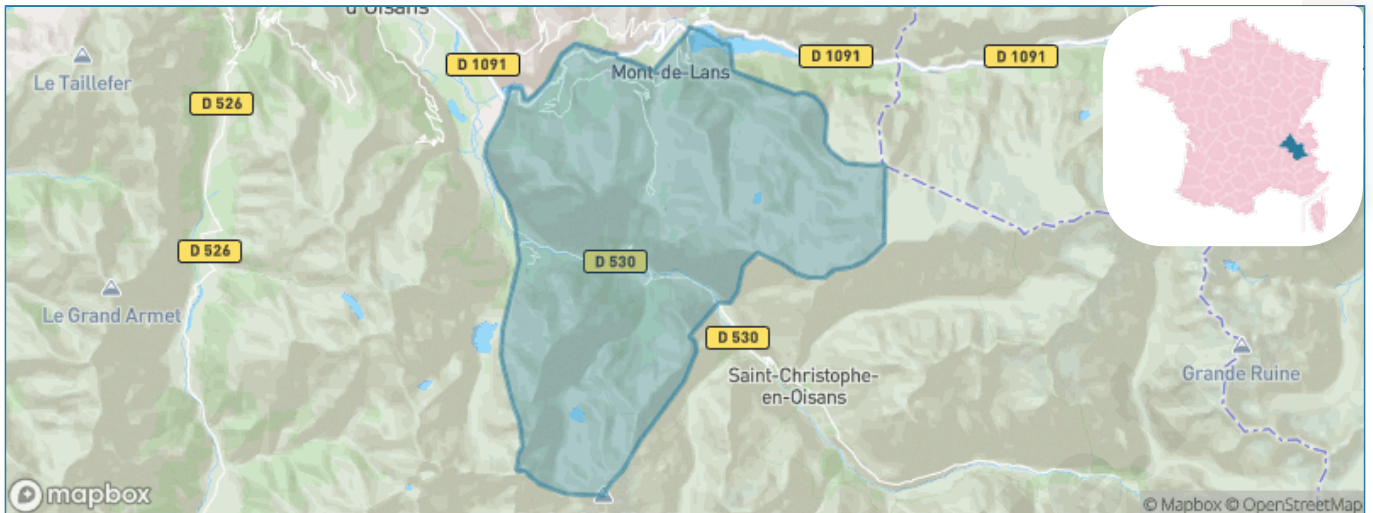 d'Oisans
Le Taillefer
D 1091
Mont-de-Lans
D 1091
D 1091
D 526
D 526
D 530
Le Grand Armet
D 530
Saint-Christophe-
en-Oisans
Grande Ruine
mapbox
© Mapbox © OpenStreetMap